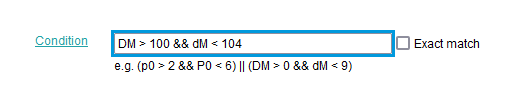 Condition DM > 100 && dM < 104 Exact match
e.g. (p0 > 2 && P0 < 6) || (DM > 0 && dM < 9)